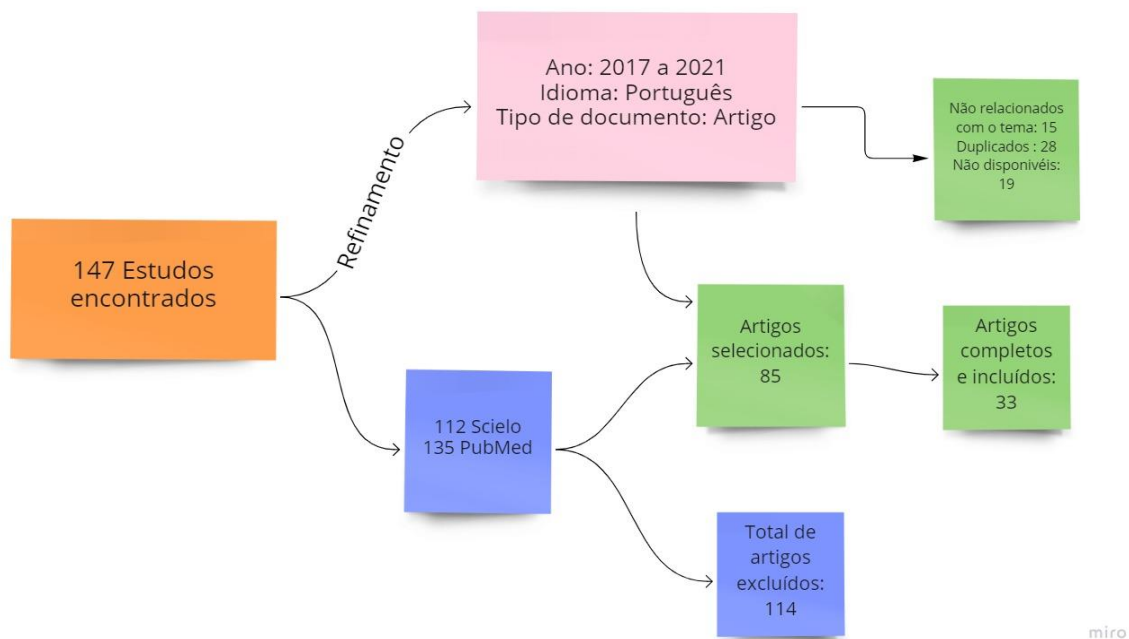 147 Estudos
encontrados
Refinamento
Ano: 2017 a 2021
Idioma: Português
Tipo de documento: Artigo
Não relacionados
com o tema: 15
Duplicados : 28
Não disponivéis:
19
112 Scielo
135 PubMed
Artigos
selecionados:
85
Artigos
completos
e incluídos:
33
Total de
artigos
excluídos:
114
miro